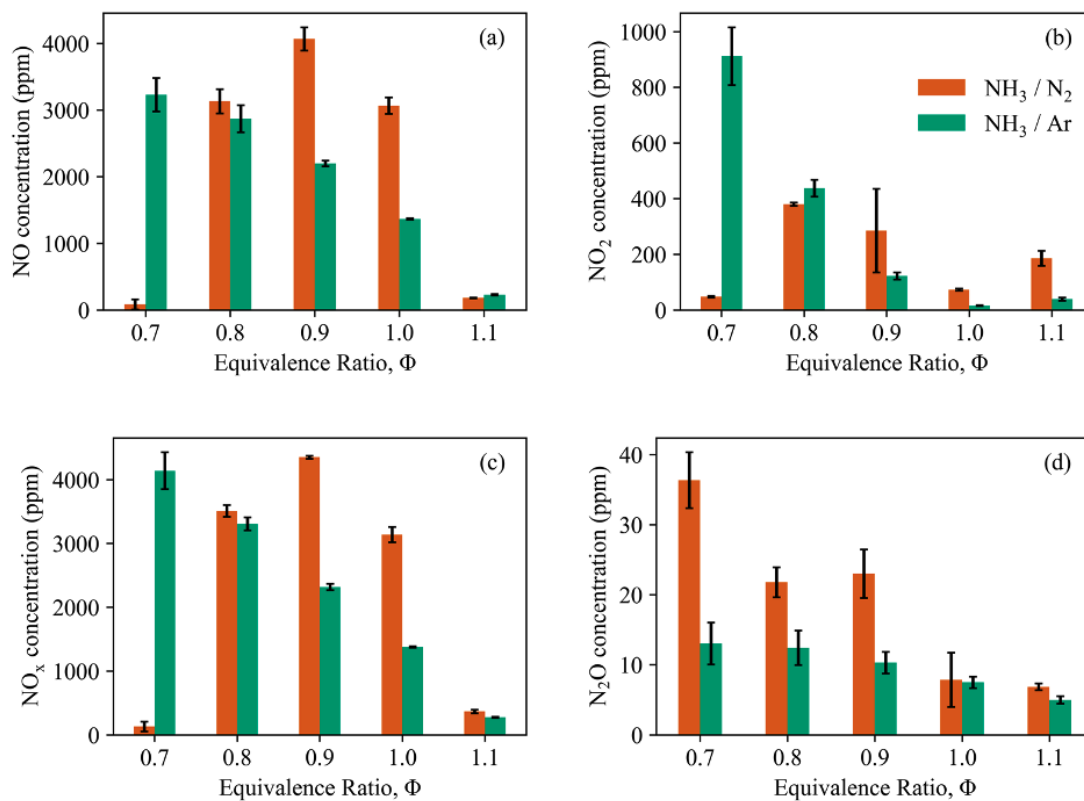 (a)
NO concentration (ppm)
4000
3000
2000
1000
0
0.7 0.8 0.9 1.0 1.1
Equivalence Ratio, Φ
(b)
NO₂ concentration (ppm)
1000
800
600
400
200
0
NH₃ / N₂
NH₃ / Ar
0.7 0.8 0.9 1.0 1.1
Equivalence Ratio, Φ
(c)
NOₓ concentration (ppm)
4000
3000
2000
1000
0
0.7 0.8 0.9 1.0 1.1
Equivalence Ratio, Φ
(d)
N₂O concentration (ppm)
40
30
20
10
0
0.7 0.8 0.9 1.0 1.1
Equivalence Ratio, Φ